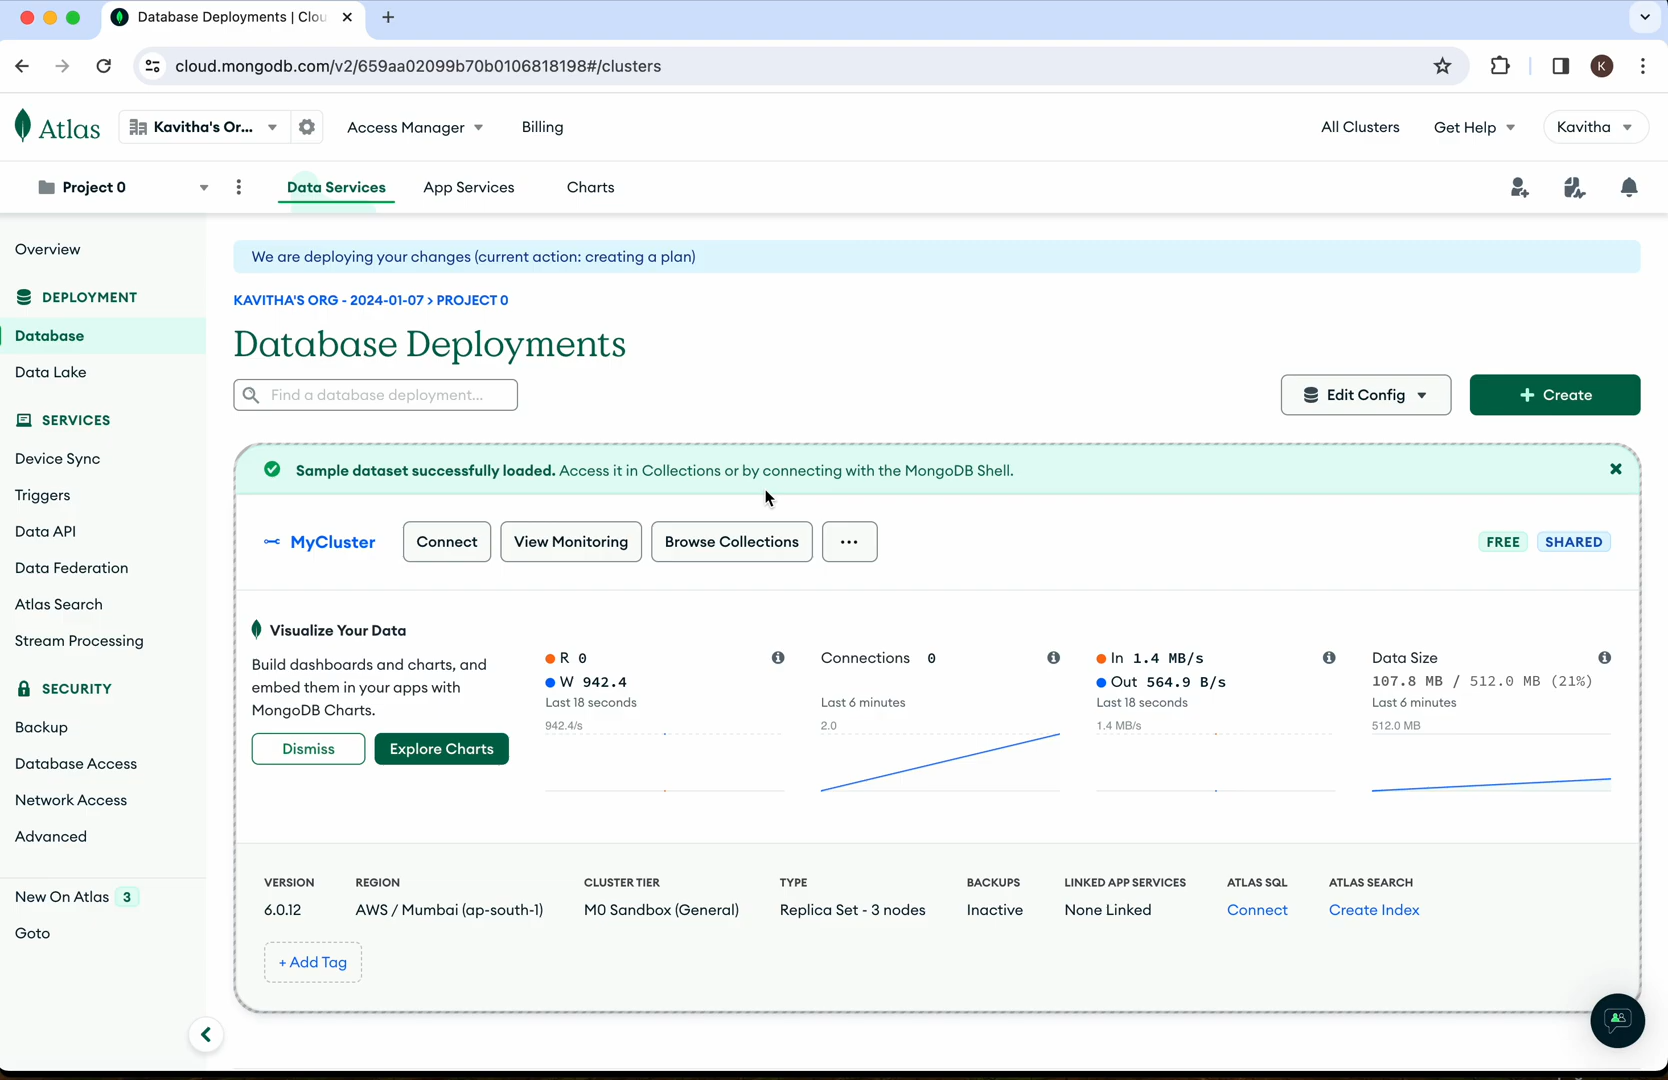 Database Deployments | Clou
cloud.mongodb.com/v2/659aa02099b70b0106818198#/clusters
K
Atlas
Kavitha's Or...
Access Manager
Billing
All Clusters
Get Help
Kavitha
Project 0
Data Services
App Services
Charts
Overview
DEPLOYMENT
Database
Data Lake
SERVICES
Device Sync
Triggers
Data API
Data Federation
Atlas Search
Stream Processing
SECURITY
Backup
Database Access
Network Access
Advanced
New On Atlas 3
Goto
We are deploying your changes (current action: creating a plan)
KAVITHA'S ORG - 2024-01-07 > PROJECT 0
Database Deployments
Find a database deployment...
Edit Config
+ Create
Sample dataset successfully loaded. Access it in Collections or by connecting with the MongoDB Shell.
MyCluster
Connect
View Monitoring
Browse Collections
...
FREE
SHARED
Visualize Your Data
Build dashboards and charts, and
embed them in your apps with
MongoDB Charts.
Dismiss
Explore Charts
R 0
W 942.4
Last 18 seconds
942.4/s
Connections 0
Last 6 minutes
2.0
In 1.4 MB/s
Out 564.9 B/s
Last 18 seconds
1.4 MB/s
Data Size
107.8 MB / 512.0 MB (21%)
Last 6 minutes
512.0 MB
VERSION
6.0.12
REGION
AWS / Mumbai (ap-south-1)
CLUSTER TIER
M0 Sandbox (General)
TYPE
Replica Set - 3 nodes
BACKUPS
Inactive
LINKED APP SERVICES
None Linked
ATLAS SQL
Connect
ATLAS SEARCH
Create Index
+ Add Tag